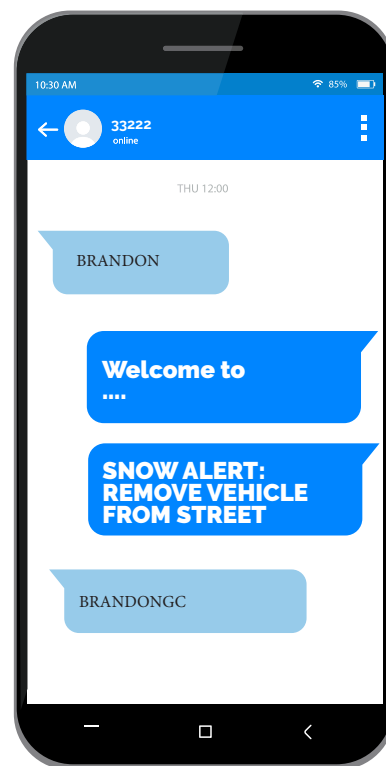 10:30 AM 85%
33222
online
THU 12:00
BRANDON
Welcome to
....
SNOW ALERT:
REMOVE VEHICLE
FROM STREET
BRANDONGC